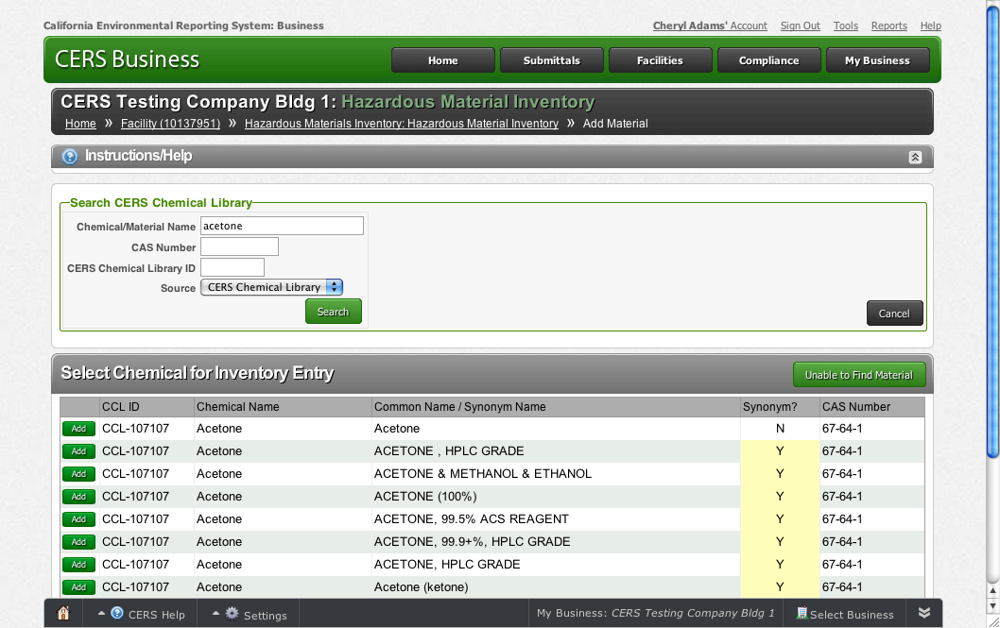 California Environmental Reporting System: Business
Cheryl Adams' Account Sign Out Tools Reports Help
CERS Business
Home Submittals Facilities Compliance My Business
CERS Testing Company Bldg 1: Hazardous Material Inventory
Home » Facility (10137951) » Hazardous Materials Inventory: Hazardous Material Inventory » Add Material
Instructions/Help
Search CERS Chemical Library
Chemical/Material Name acetone
CAS Number
CERS Chemical Library ID
Source CERS Chemical Library
Search
Cancel
Select Chemical for Inventory Entry Unable to Find Material
CCL ID Chemical Name Common Name / Synonym Name Synonym? CAS Number
Add CCL-107107 Acetone Acetone N 67-64-1
Add CCL-107107 Acetone ACETONE , HPLC GRADE Y 67-64-1
Add CCL-107107 Acetone ACETONE & METHANOL & ETHANOL Y 67-64-1
Add CCL-107107 Acetone ACETONE (100%) Y 67-64-1
Add CCL-107107 Acetone ACETONE, 99.5% ACS REAGENT Y 67-64-1
Add CCL-107107 Acetone ACETONE, 99.9+%, HPLC GRADE Y 67-64-1
Add CCL-107107 Acetone ACETONE, HPLC GRADE Y 67-64-1
Add CCL-107107 Acetone Acetone (ketone) Y 67-64-1
CERS Help Settings My Business: CERS Testing Company Bldg 1 Select Business